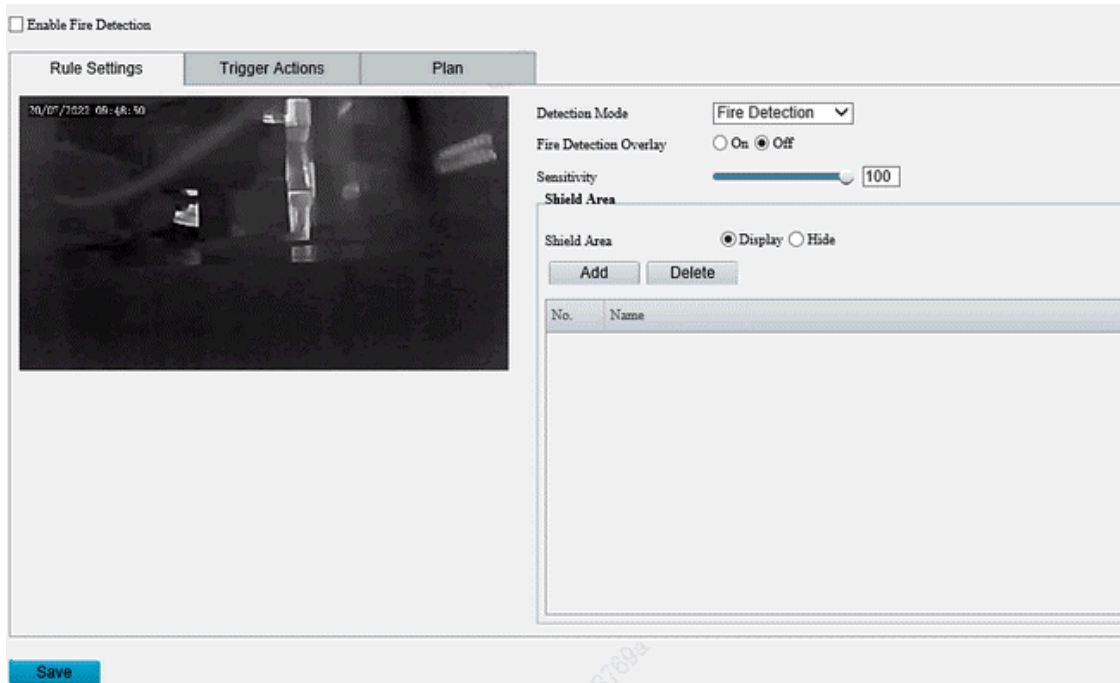 Enable Fire Detection
Rule Settings
Trigger Actions
Plan
20/07/2022 09:48:50
Detection Mode
Fire Detection
Fire Detection Overlay
On
Off
Sensitivity
100
Shield Area
Shield Area
Display
Hide
Add
Delete
No.
Name
Save